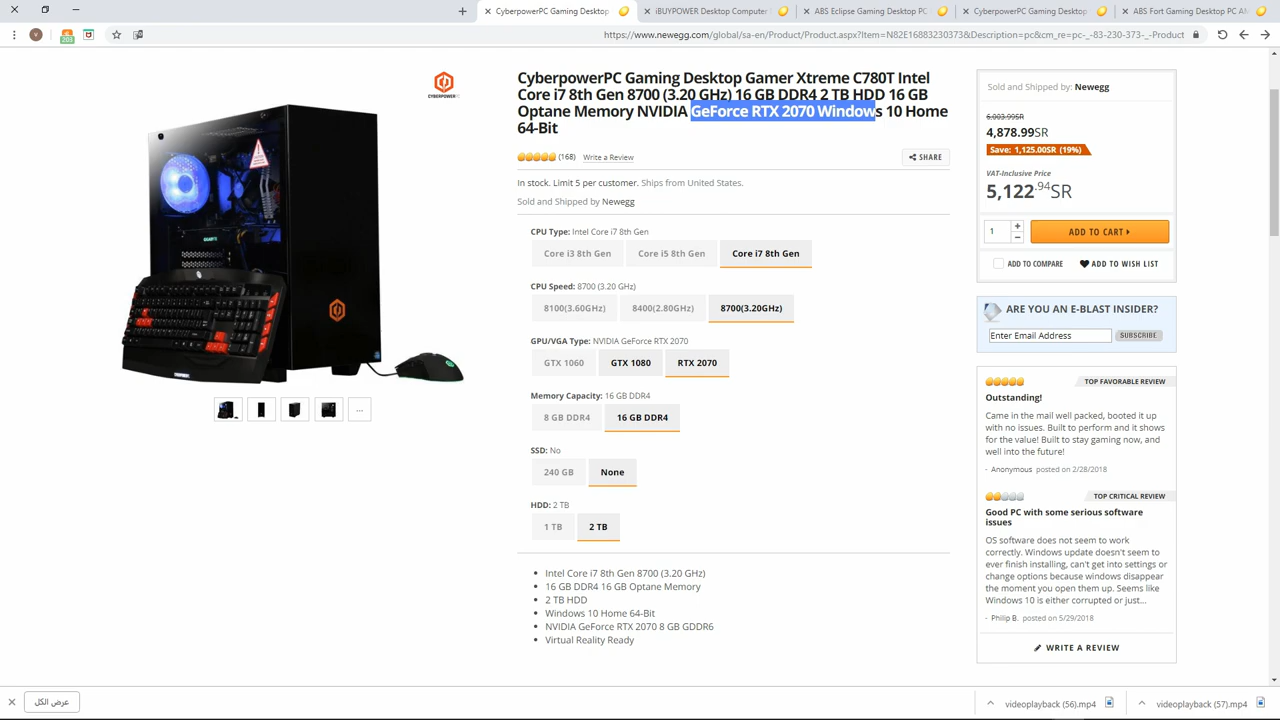 CyberpowerPC Gaming Desktop
iBUYPOWER Desktop Computer
ABS Eclipse Gaming Desktop PC
CyberpowerPC Gaming Desktop
ABS Fort Gaming Desktop PC AM
203
https://www.newegg.com/global/sa-en/Product/Product.aspx?Item=N82E16883230373&Description=pc&cm_re=pc-_-83-230-373-_-Product
CYBERPOWERPC
CyberpowerPC Gaming Desktop Gamer Xtreme C780T Intel
Core i7 8th Gen 8700 (3.20 GHz) 16 GB DDR4 2 TB HDD 16 GB
Optane Memory NVIDIA GeForce RTX 2070 Windows 10 Home
64-Bit
(168) Write a Review
SHARE
In stock. Limit 5 per customer. Ships from United States.
Sold and Shipped by Newegg
CPU Type: Intel Core i7 8th Gen
Core i3 8th Gen Core i5 8th Gen Core i7 8th Gen
CPU Speed: 8700 (3.20 GHz)
8100(3.60GHz) 8400(2.80GHz) 8700(3.20GHz)
GPU/VGA Type: NVIDIA GeForce RTX 2070
GTX 1060 GTX 1080 RTX 2070
Memory Capacity: 16 GB DDR4
8 GB DDR4 16 GB DDR4
SSD: No
240 GB None
HDD: 2 TB
1 TB 2 TB
Intel Core i7 8th Gen 8700 (3.20 GHz)
16 GB DDR4 16 GB Optane Memory
2 TB HDD
Windows 10 Home 64-Bit
NVIDIA GeForce RTX 2070 8 GB GDDR6
Virtual Reality Ready
Sold and Shipped by: Newegg
6,003.99SR
4,878.99SR
Save: 1,125.00SR (19%)
VAT-Inclusive Price
5,122.94SR
1
+
−
ADD TO CART
ADD TO COMPARE
ADD TO WISH LIST
ARE YOU AN E-BLAST INSIDER?
Enter Email Address SUBSCRIBE
TOP FAVORABLE REVIEW
Outstanding!
Came in the mail well packed, booted it up
with no issues. Built to perform and it shows
for the value! Built to stay gaming now, and
well into the future!
- Anonymous posted on 2/28/2018
TOP CRITICAL REVIEW
Good PC with some serious software
issues
OS software does not seem to work
correctly. Windows update doesn't seem to
ever finish installing, can't get into settings or
change options because windows disappear
the moment you open them up. Seems like
Windows 10 is either corrupted or just...
- Philip B. posted on 5/29/2018
WRITE A REVIEW
عرض الكل
videoplayback (56).mp4
videoplayback (57).mp4